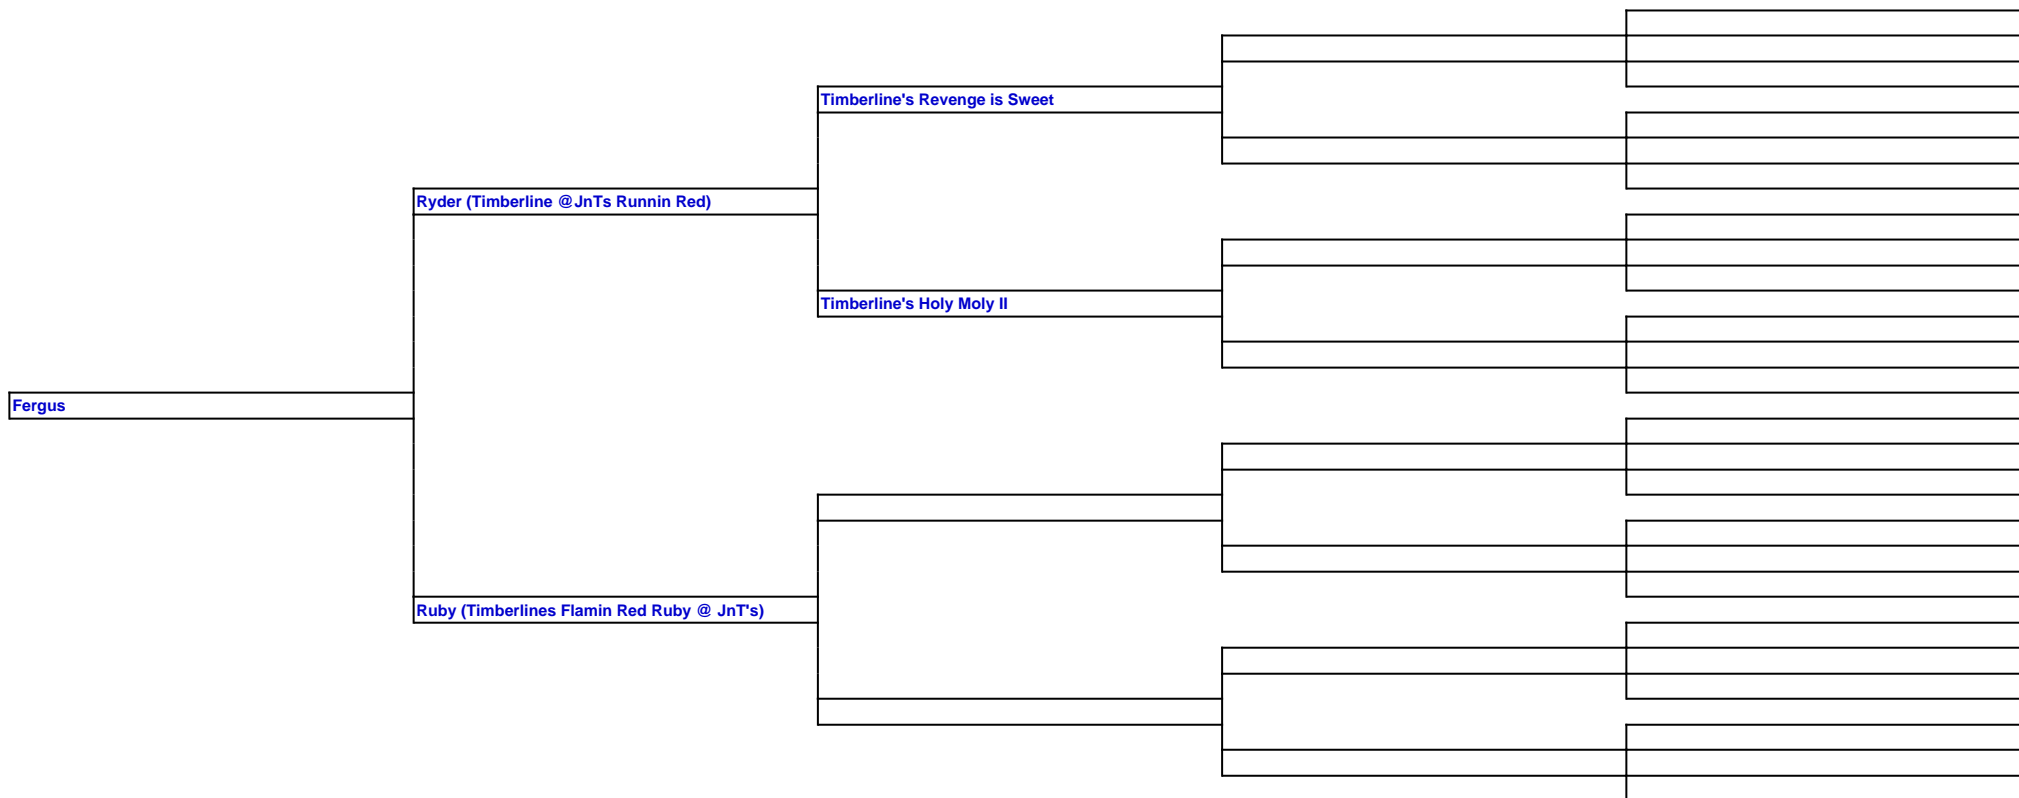 Timberline's Revenge is Sweet
Ryder (Timberline @JnTs Runnin Red)
Timberline's Holy Moly II
Fergus
Ruby (Timberlines Flamin Red Ruby @ JnT's)